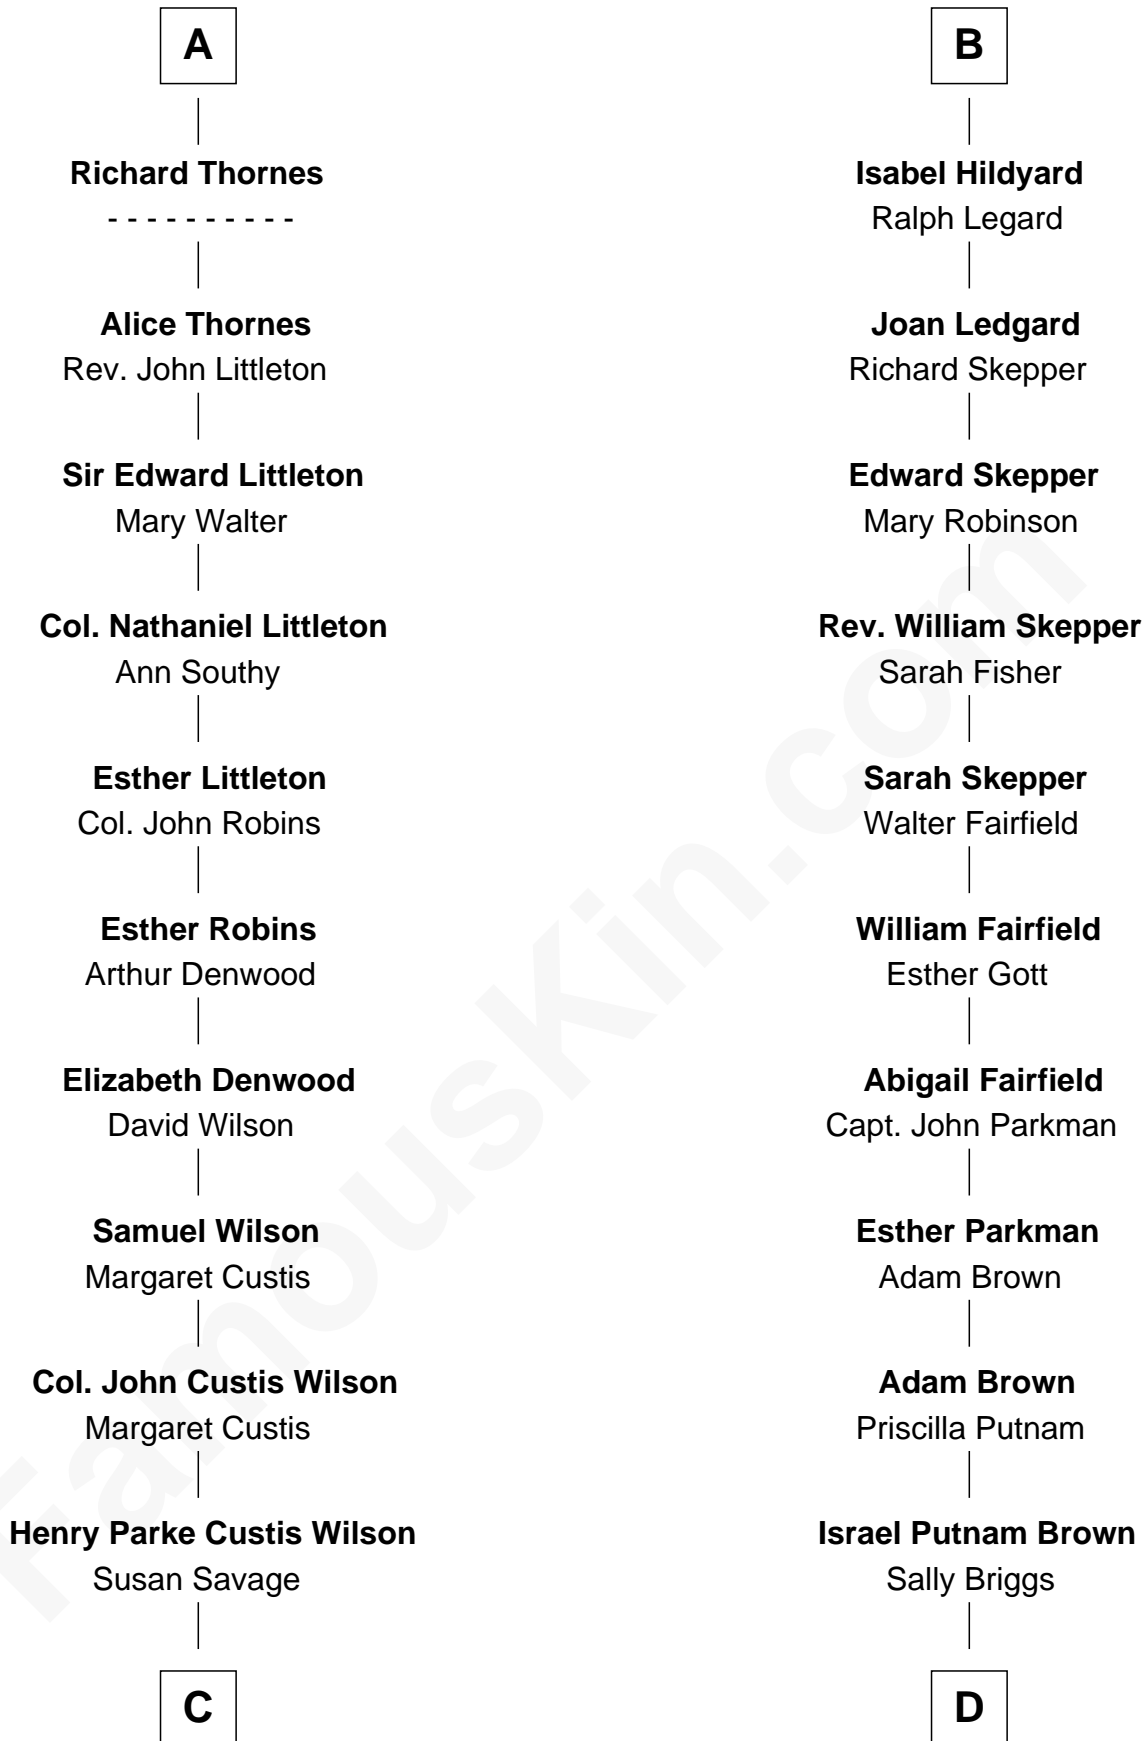 A
Richard Thornes
- - - - - - - - - -
Alice Thornes
Rev. John Littleton
Sir Edward Littleton
Mary Walter
Col. Nathaniel Littleton
Ann Southy
Esther Littleton
Col. John Robins
Esther Robins
Arthur Denwood
Elizabeth Denwood
David Wilson
Samuel Wilson
Margaret Custis
Col. John Custis Wilson
Margaret Custis
Henry Parke Custis Wilson
Susan Savage
C
B
Isabel Hildyard
Ralph Legard
Joan Ledgard
Richard Skepper
Edward Skepper
Mary Robinson
Rev. William Skepper
Sarah Fisher
Sarah Skepper
Walter Fairfield
William Fairfield
Esther Gott
Abigail Fairfield
Capt. John Parkman
Esther Parkman
Adam Brown
Adam Brown
Priscilla Putnam
Israel Putnam Brown
Sally Briggs
D
FamousKin.com